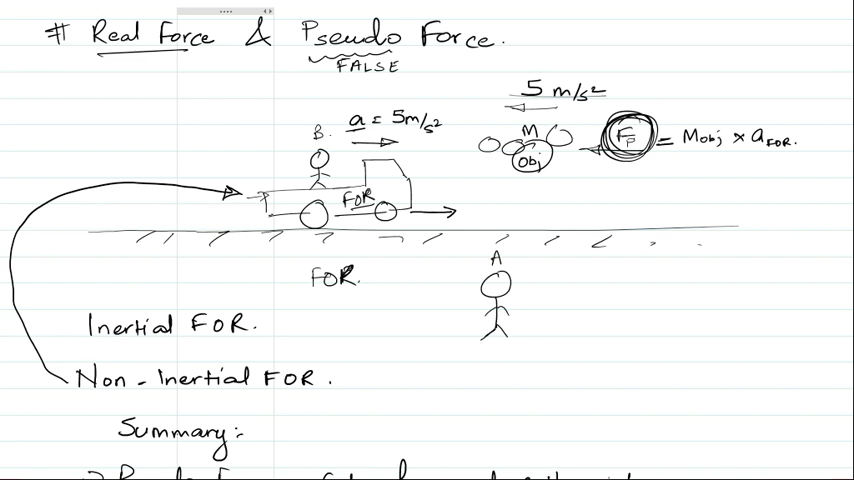 # Real Force & Pseudo Force.
FALSE
5 m/s²
B. a = 5m/s²
M
Obj
Fp = Mobj × aFOR.
FOR
A
FOR.
Inertial FOR.
Non-Inertial FOR.
Summary:-